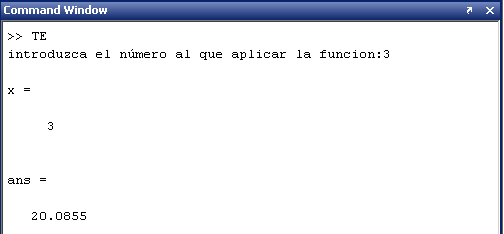 Command Window
>> TE
introduzca el número al que aplicar la funcion:3
x =
3
ans =
20.0855